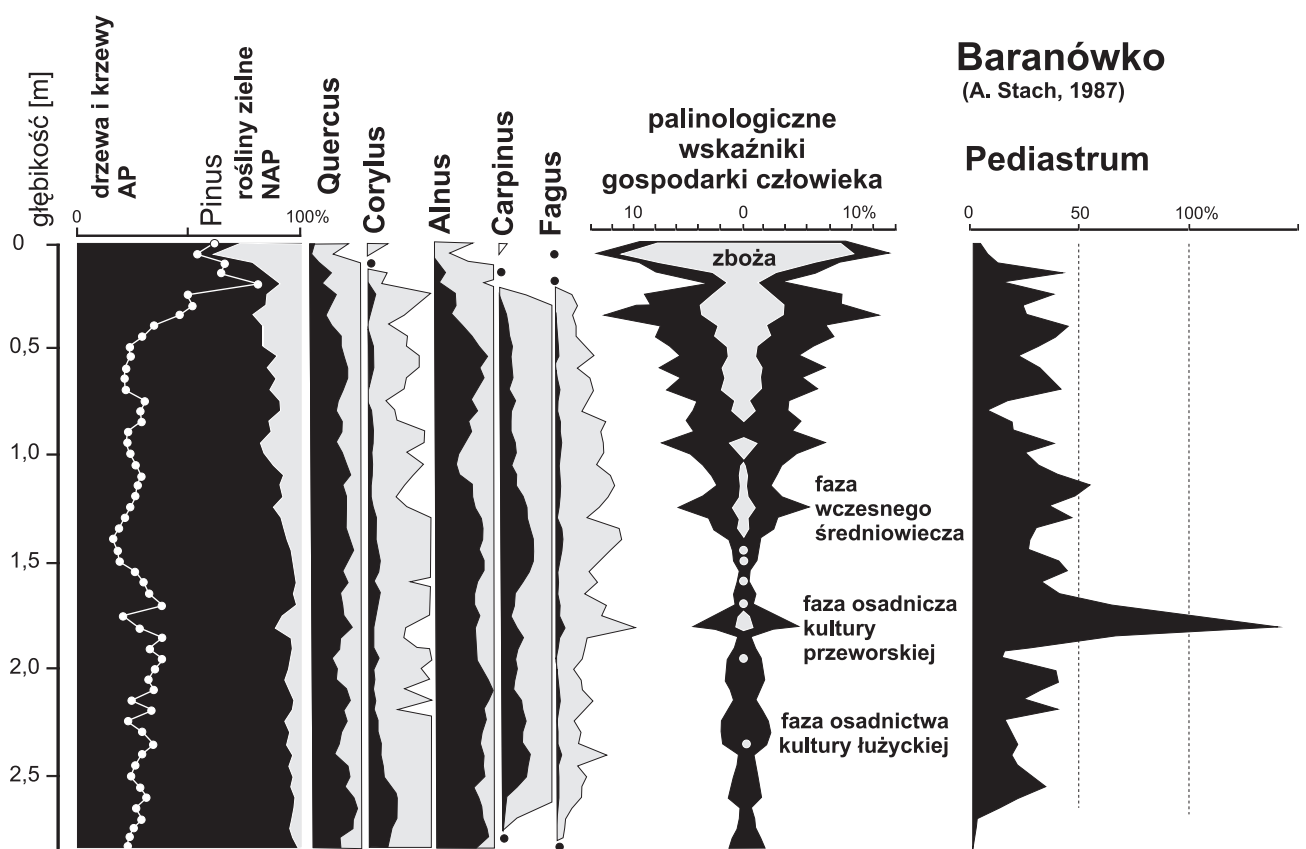 Baranówko
(A. Stach, 1987)
głębikość [m]
drzewa i krzewy
AP
Pinus
rośliny zielne
NAP
Quercus
Corylus
Alnus
Carpinus
Fagus
palinologiczne
wskaźniki
gospodarki człowieka
Pediastrum
0
100%
10
0
10%
0
50
100%
0
0,5
1,0
1,5
2,0
2,5
zboża
faza
wczesnego
średniowiecza
faza osadnicza
kultury
przeworskiej
faza osadnictwa
kultury łużyckiej